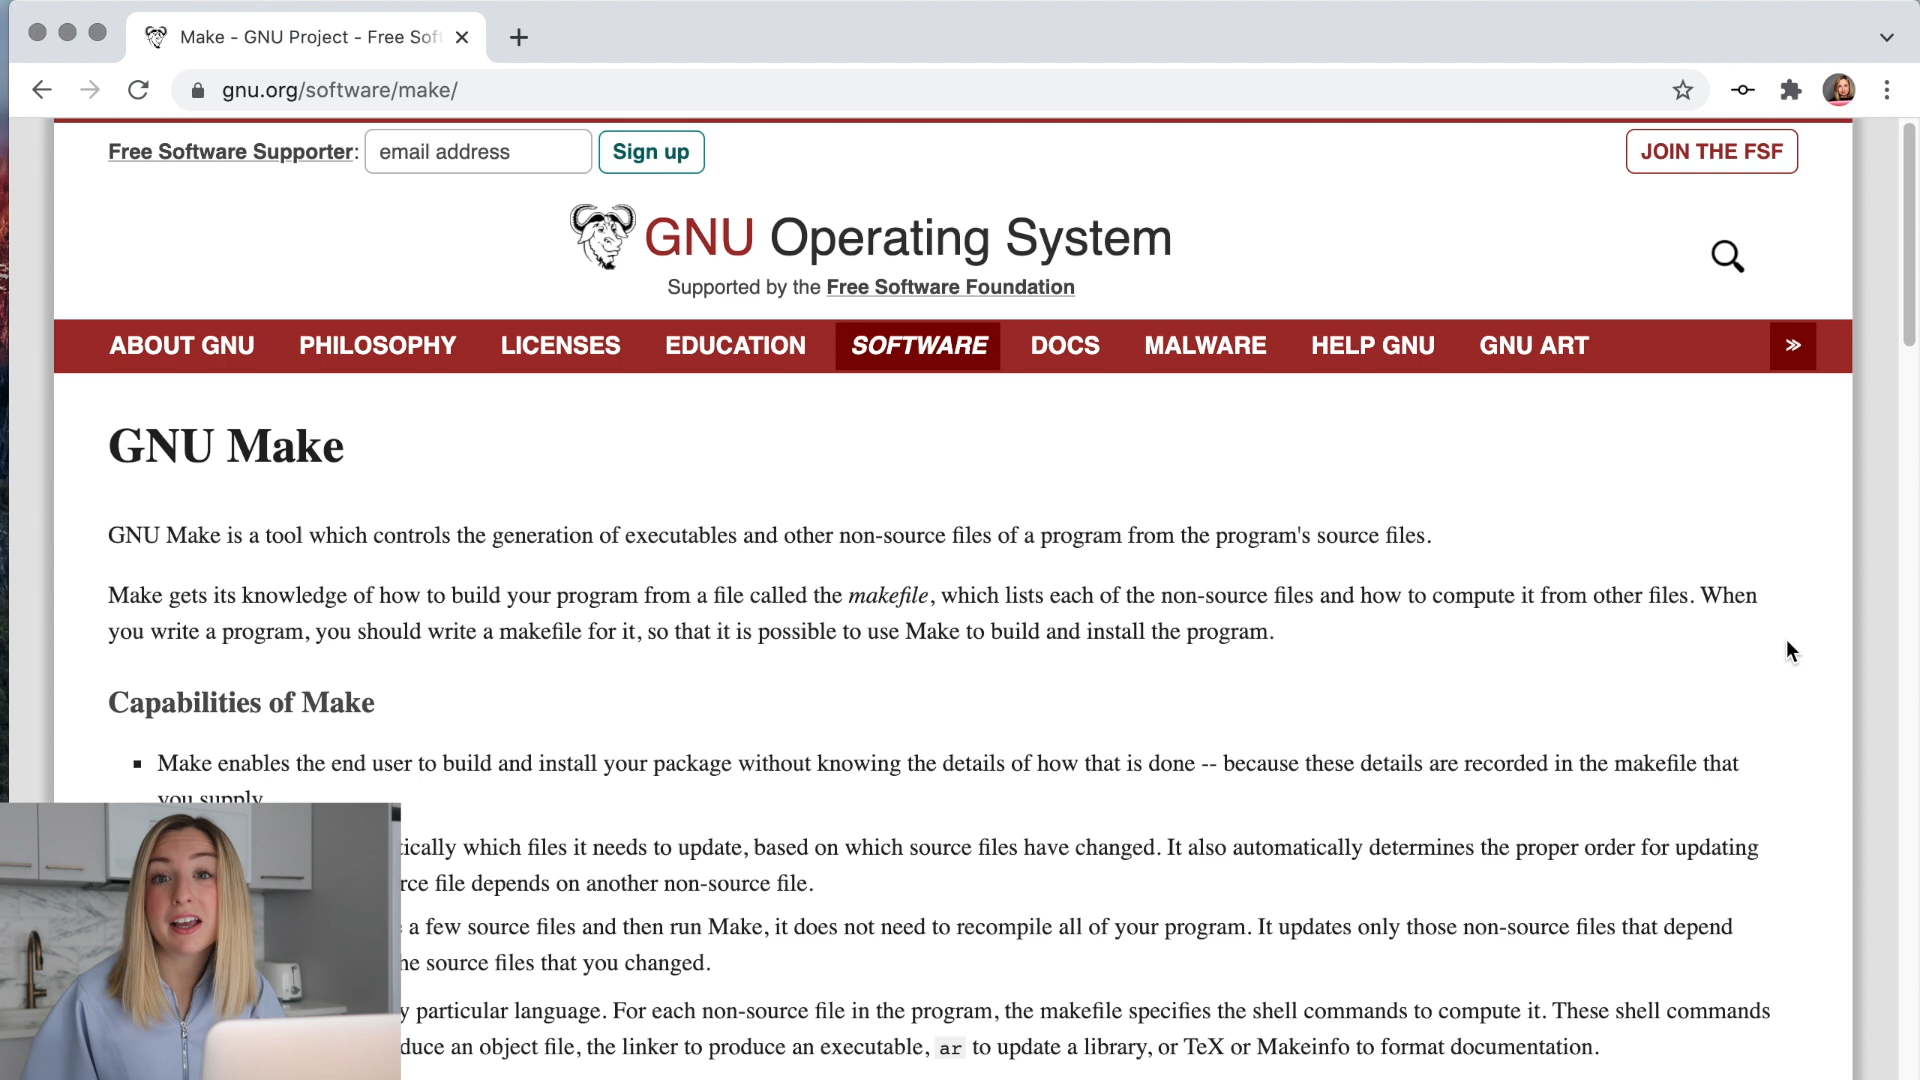 Make - GNU Project - Free Sof
gnu.org/software/make/
Free Software Supporter: email address Sign up
JOIN THE FSF
GNU Operating System
Supported by the Free Software Foundation
ABOUT GNU PHILOSOPHY LICENSES EDUCATION SOFTWARE DOCS MALWARE HELP GNU GNU ART »
GNU Make
GNU Make is a tool which controls the generation of executables and other non-source files of a program from the program's source files.
Make gets its knowledge of how to build your program from a file called the makefile, which lists each of the non-source files and how to compute it from other files. When
you write a program, you should write a makefile for it, so that it is possible to use Make to build and install the program.
Capabilities of Make
▪ Make enables the end user to build and install your package without knowing the details of how that is done -- because these details are recorded in the makefile that
you supply.
ically which files it needs to update, based on which source files have changed. It also automatically determines the proper order for updating
rce file depends on another non-source file.
a few source files and then run Make, it does not need to recompile all of your program. It updates only those non-source files that depend
he source files that you changed.
y particular language. For each non-source file in the program, the makefile specifies the shell commands to compute it. These shell commands
duce an object file, the linker to produce an executable, ar to update a library, or TeX or Makeinfo to format documentation.